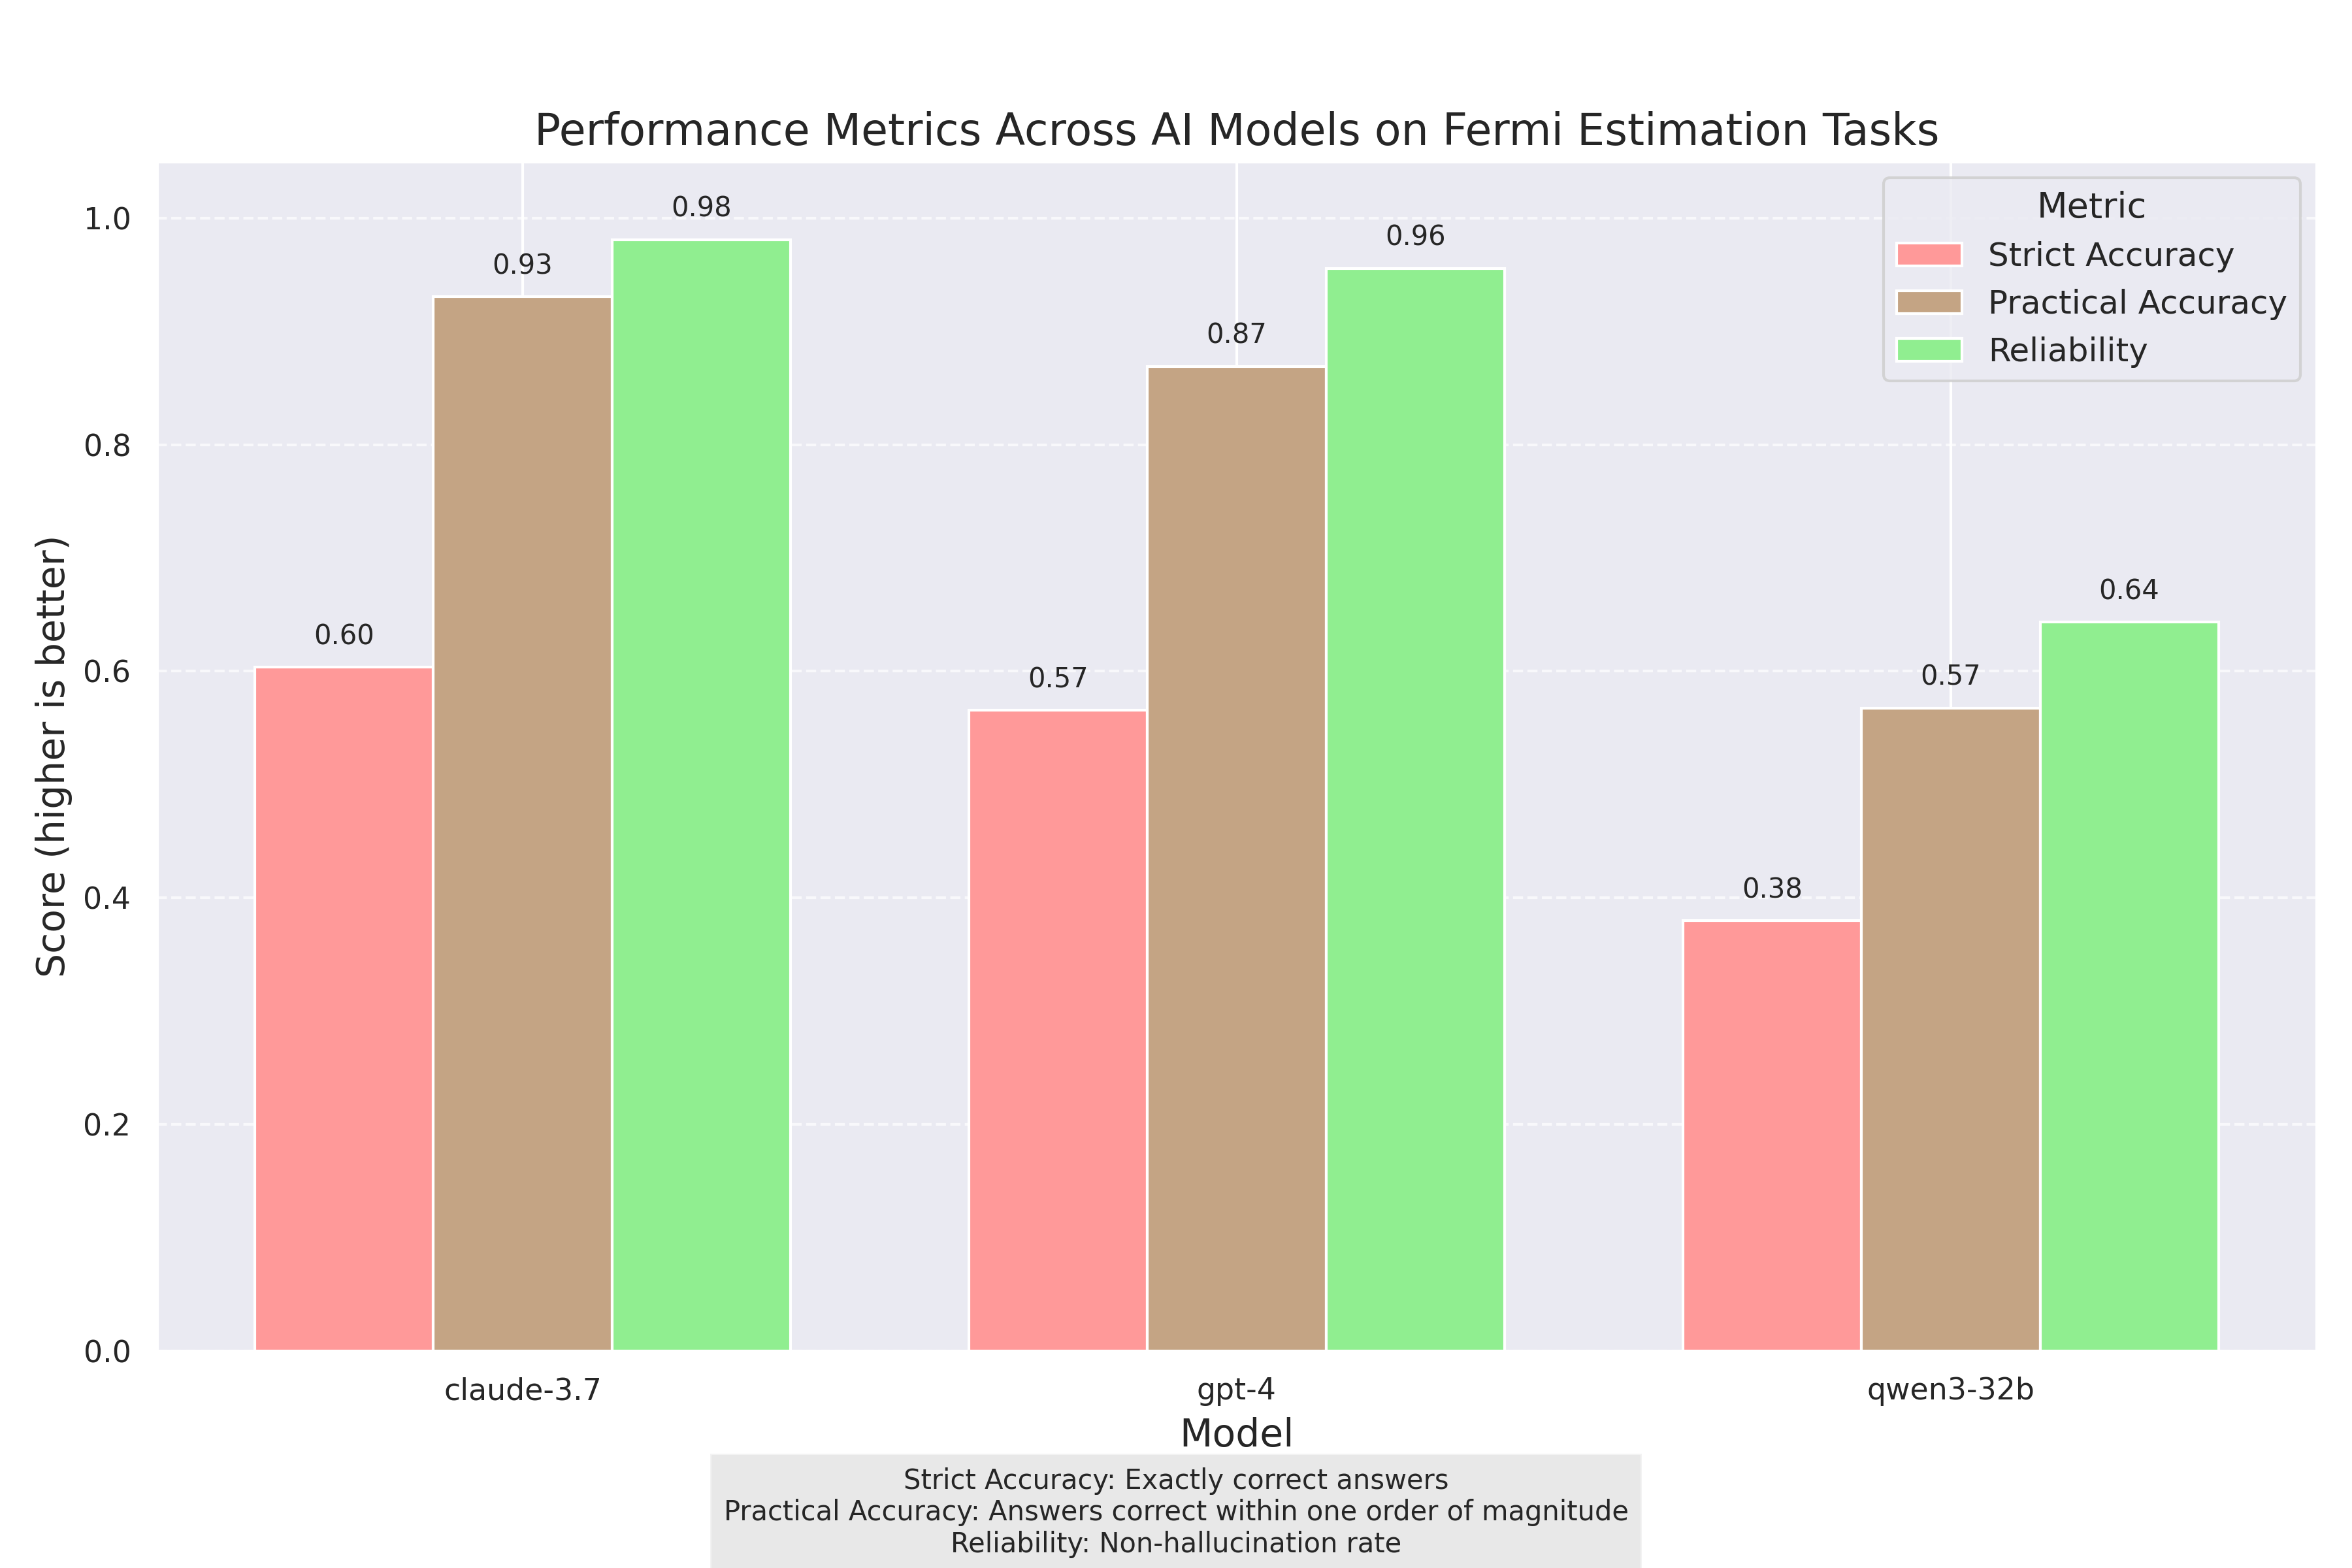 Performance Metrics Across AI Models on Fermi Estimation Tasks
Metric
Strict Accuracy
Practical Accuracy
Reliability
Score (higher is better)
1.0
0.8
0.6
0.4
0.2
0.0
0.60
0.93
0.98
0.57
0.87
0.96
0.38
0.57
0.64
claude-3.7
gpt-4
qwen3-32b
Model
Strict Accuracy: Exactly correct answers
Practical Accuracy: Answers correct within one order of magnitude
Reliability: Non-hallucination rate